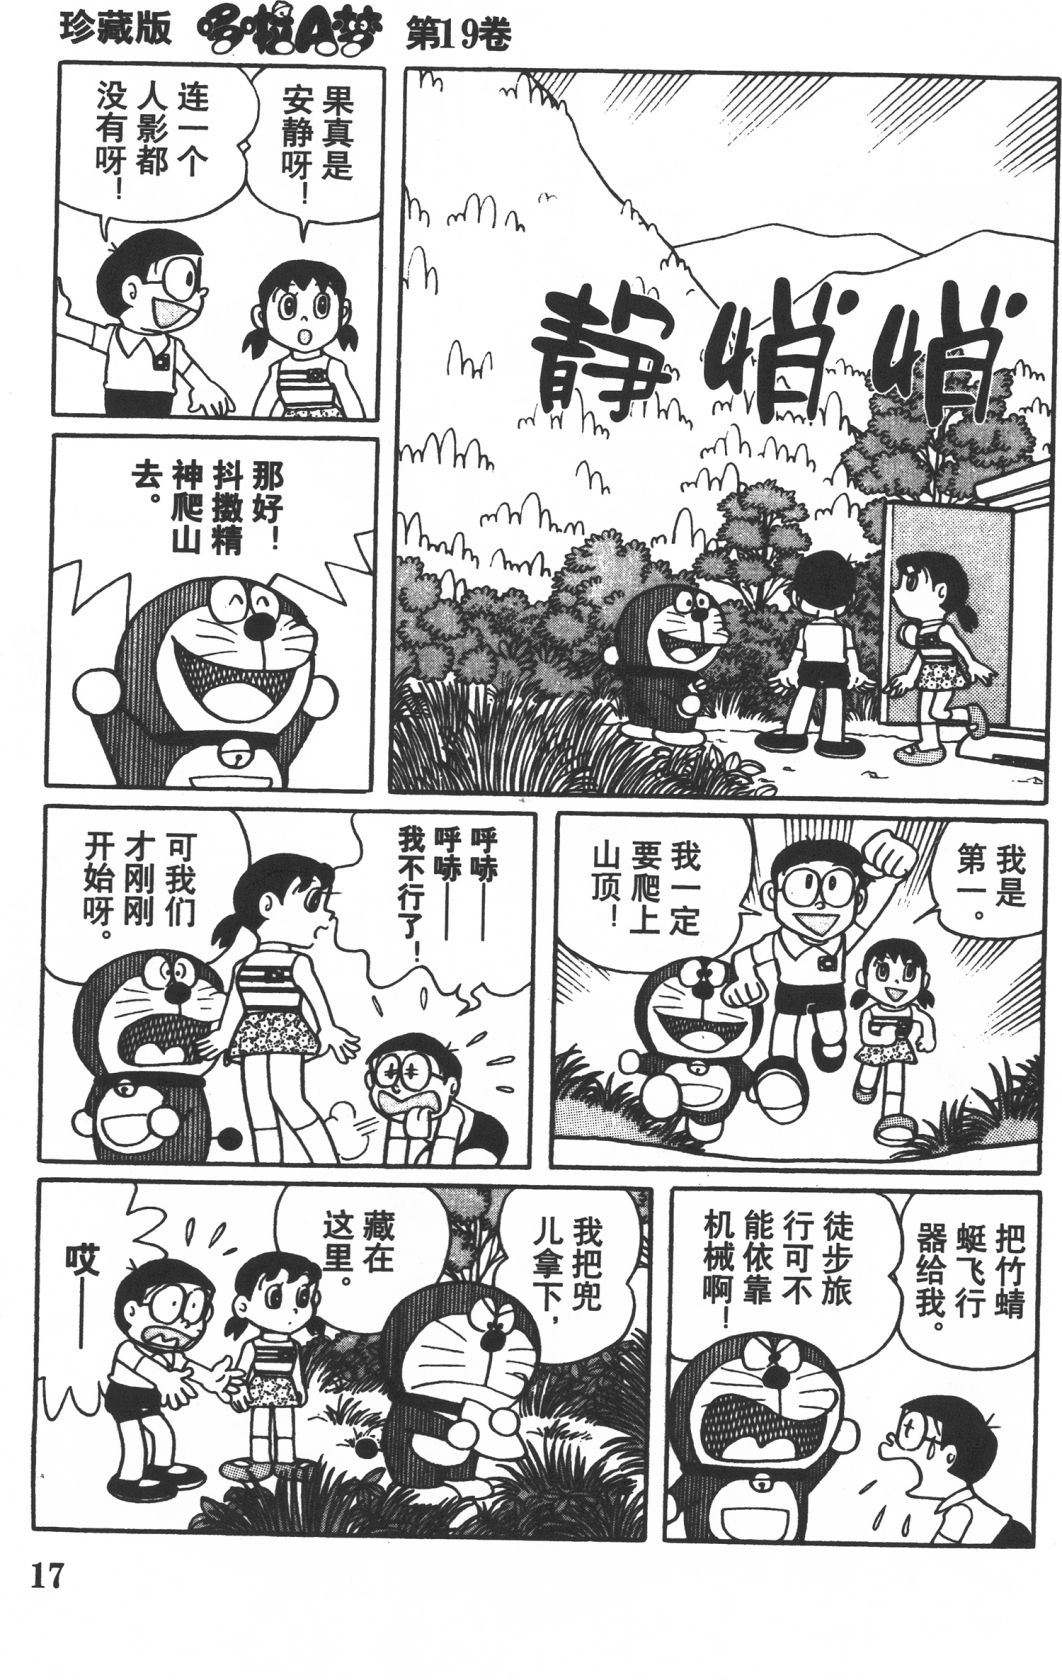 珍藏版 哆啦A梦 第19卷
静悄悄
果真是
安静呀！
连一个
人影都
没有呀！
那好！
抖擞精
神爬山
去。
我是
第一。
我一定
要爬上
山顶！
呼哧——
呼哧——
我不行了！
可我们
才刚刚
开始呀。
把竹蜻
蜓飞行
器给我。
徒步旅
行可不
能依靠
机械啊！
我把兜
儿拿下，
藏在
这里。
哎——
17